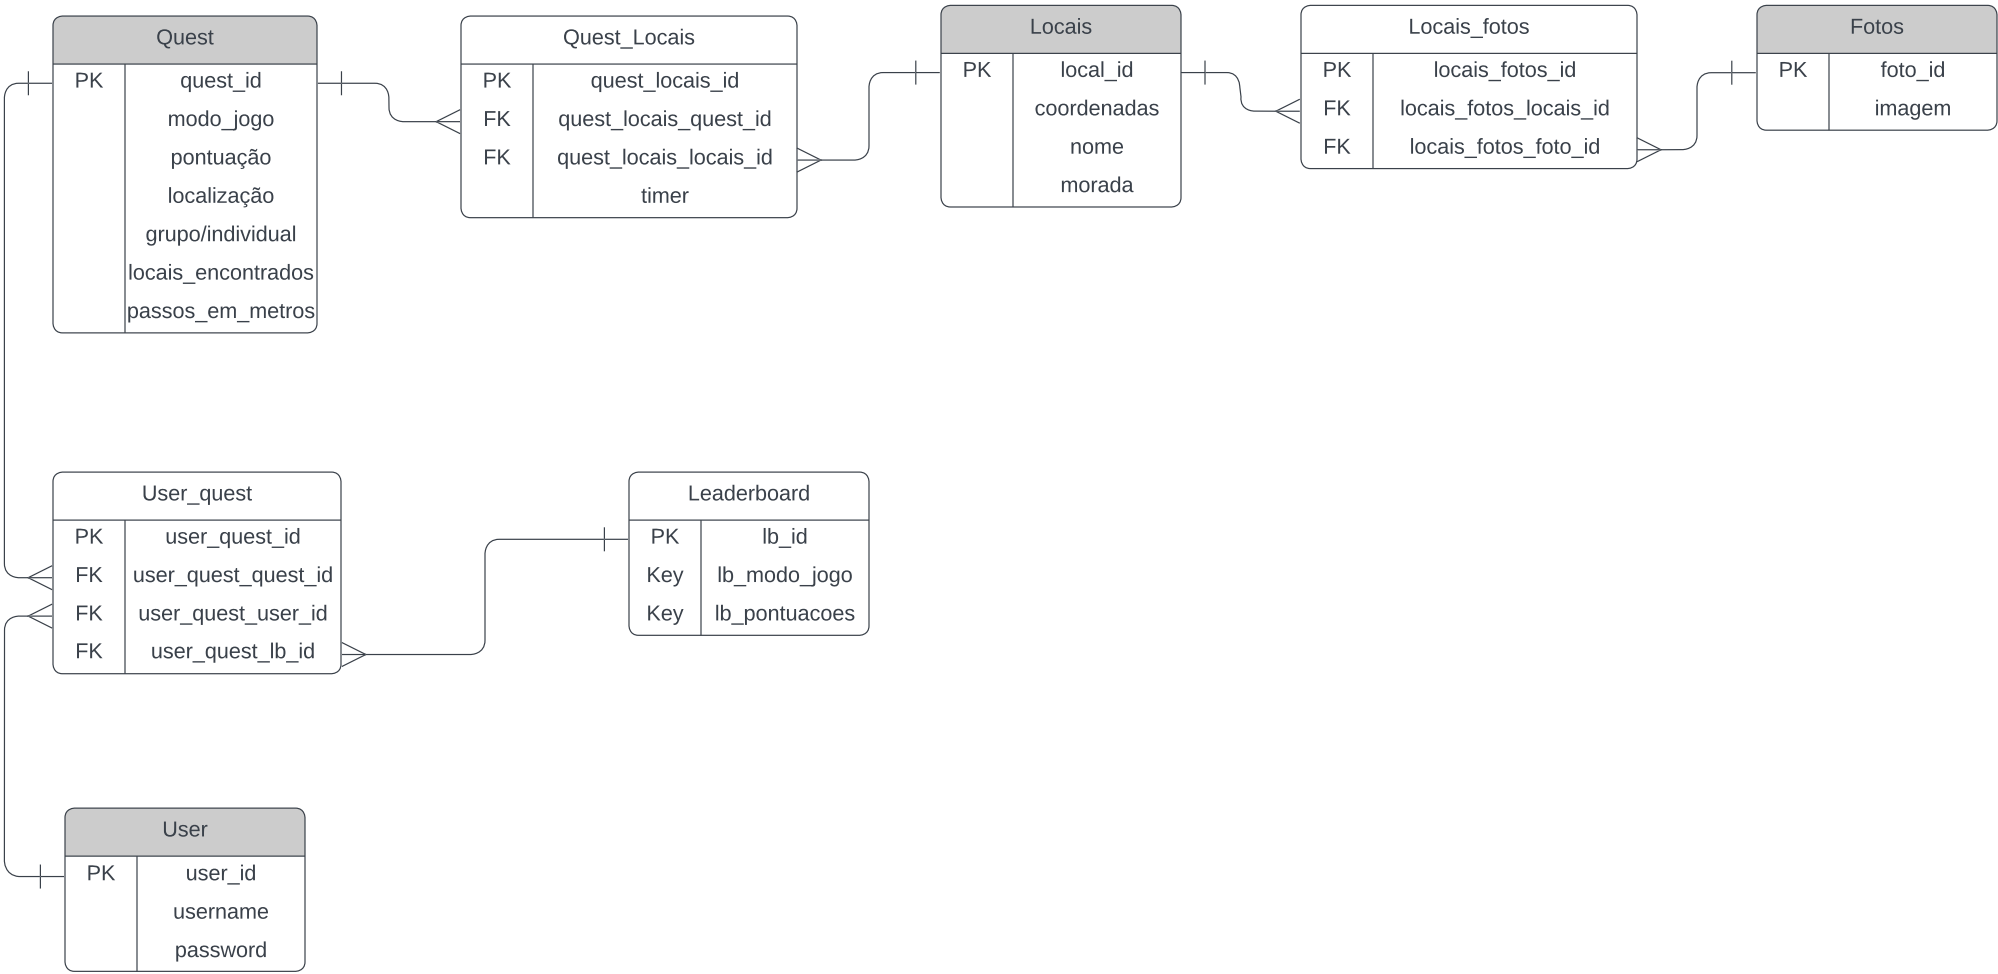 Quest
PK quest_id
modo_jogo
pontuação
localização
grupo/individual
locais_encontrados
passos_em_metros
Quest_Locais
PK quest_locais_id
FK quest_locais_quest_id
FK quest_locais_locais_id
timer
Locais
PK local_id
coordenadas
nome
morada
Locais_fotos
PK locais_fotos_id
FK locais_fotos_locais_id
FK locais_fotos_foto_id
Fotos
PK foto_id
imagem
User_quest
PK user_quest_id
FK user_quest_quest_id
FK user_quest_user_id
FK user_quest_lb_id
Leaderboard
PK lb_id
Key lb_modo_jogo
Key lb_pontuacoes
User
PK user_id
username
password